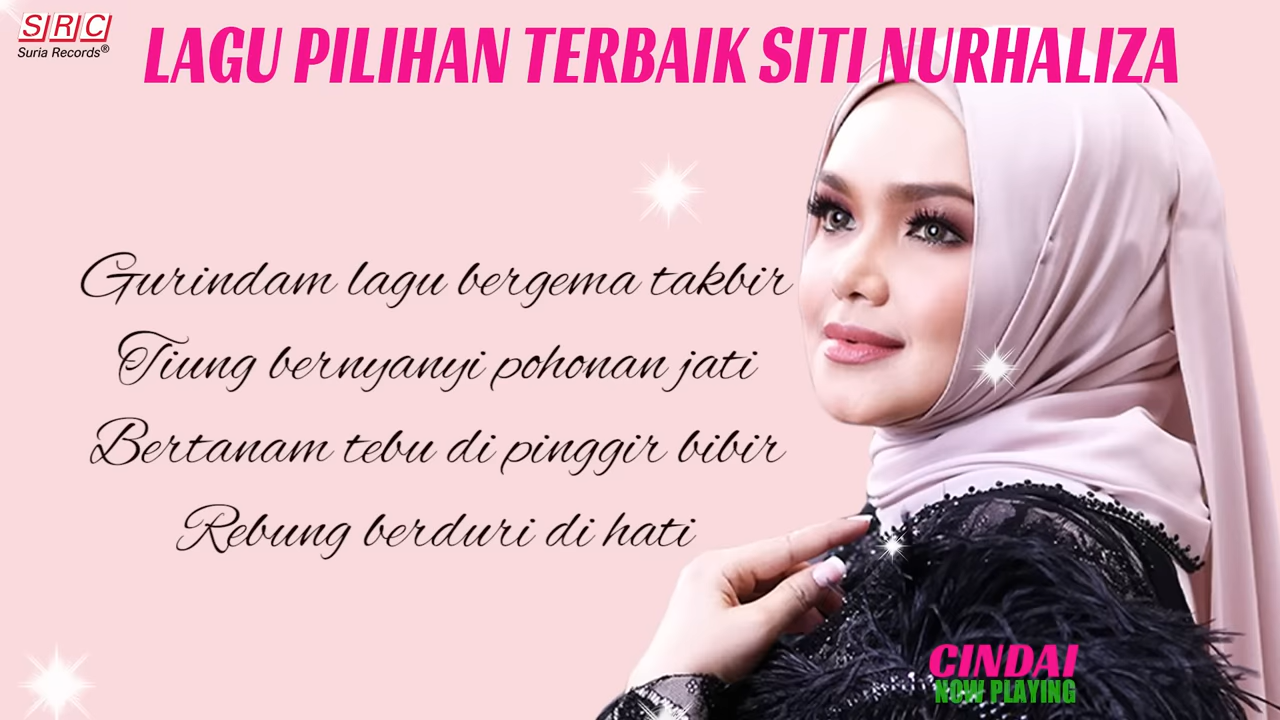 SRC
Suria Records®
LAGU PILIHAN TERBAIK SITI NURHALIZA
Gurindam lagu bergema takbir
Tiung bernyanyi pohonan jati
Bertanam tebu di pinggir bibir
Rebung berduri di hati
CINDAI
NOW PLAYING